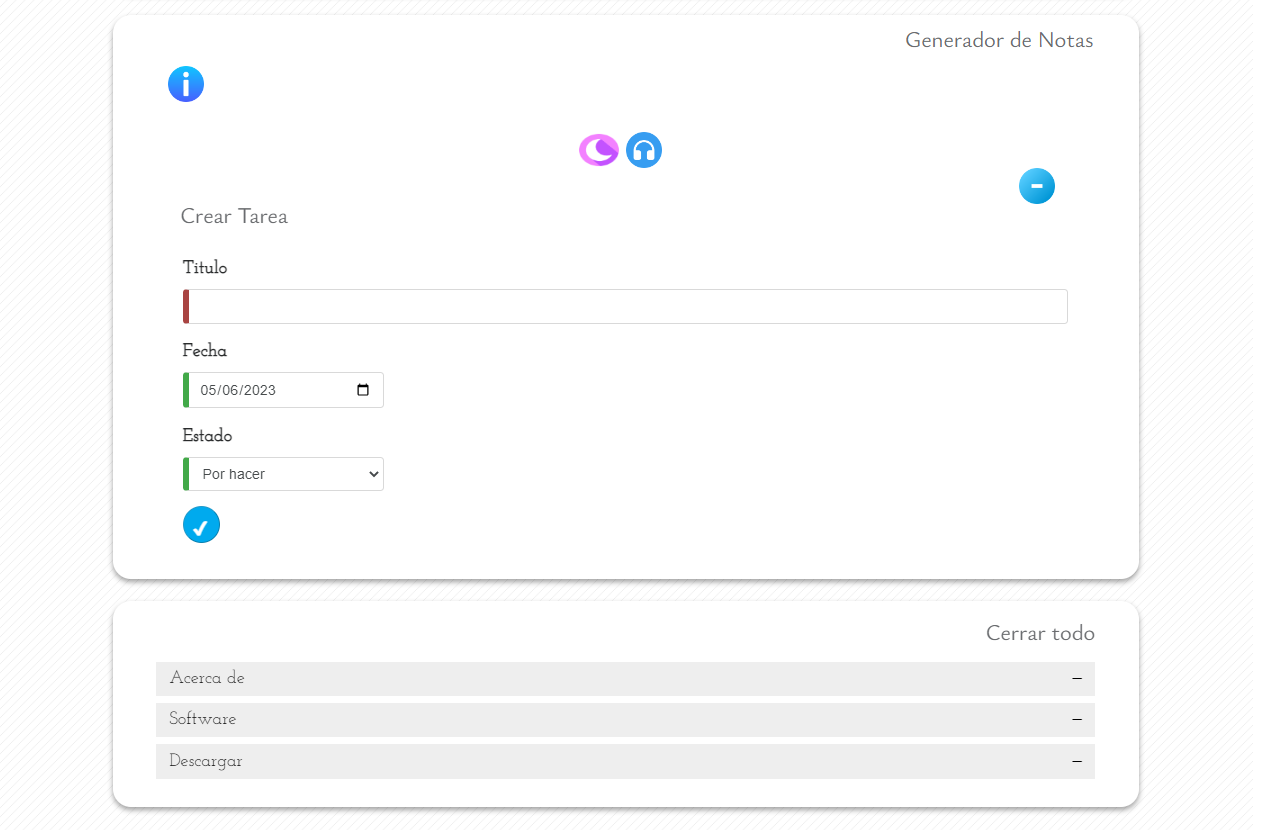 Generador de Notas
Crear Tarea
Titulo
Fecha
05/06/2023
Estado
Por hacer
Cerrar todo
Acerca de
Software
Descargar